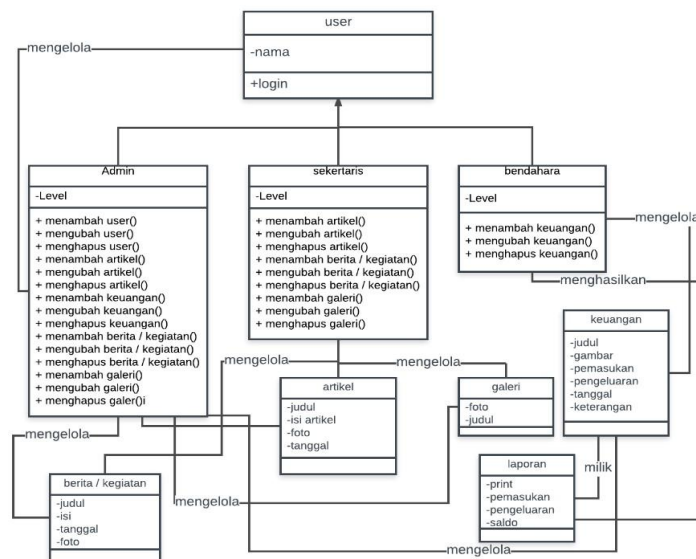 user
-nama
+login
mengelola
Admin
-Level
+ menambah user()
+ mengubah user()
+ menghapus user()
+ menambah artikel()
+ mengubah artikel()
+ menghapus artikel()
+ menambah keuangan()
+ mengubah keuangan()
+ menghapus keuangan()
+ menambah berita / kegiatan()
+ mengubah berita / kegiatan()
+ menghapus berita / kegiatan()
+ menambah galeri()
+ mengubah galeri()
+ menghapus galer()i
sekertaris
-Level
+ menambah artikel()
+ mengubah artikel()
+ menghapus artikel()
+ menambah berita / kegiatan()
+ mengubah berita / kegiatan()
+ menghapus berita / kegiatan()
+ menambah galeri()
+ mengubah galeri()
+ menghapus galeri()
bendahara
-Level
+ menambah keuangan()
+ mengubah keuangan()
+ menghapus keuangan()
mengelola
menghasilkan
keuangan
-judul
-gambar
-pemasukan
-pengeluaran
-tanggal
-keterangan
mengelola
mengelola
artikel
-judul
-isi artikel
-foto
-tanggal
galeri
-foto
-judul
mengelola
berita / kegiatan
-judul
-isi
-tanggal
-foto
mengelola
laporan
-print
-pemasukan
-pengeluaran
-saldo
milik
mengelola